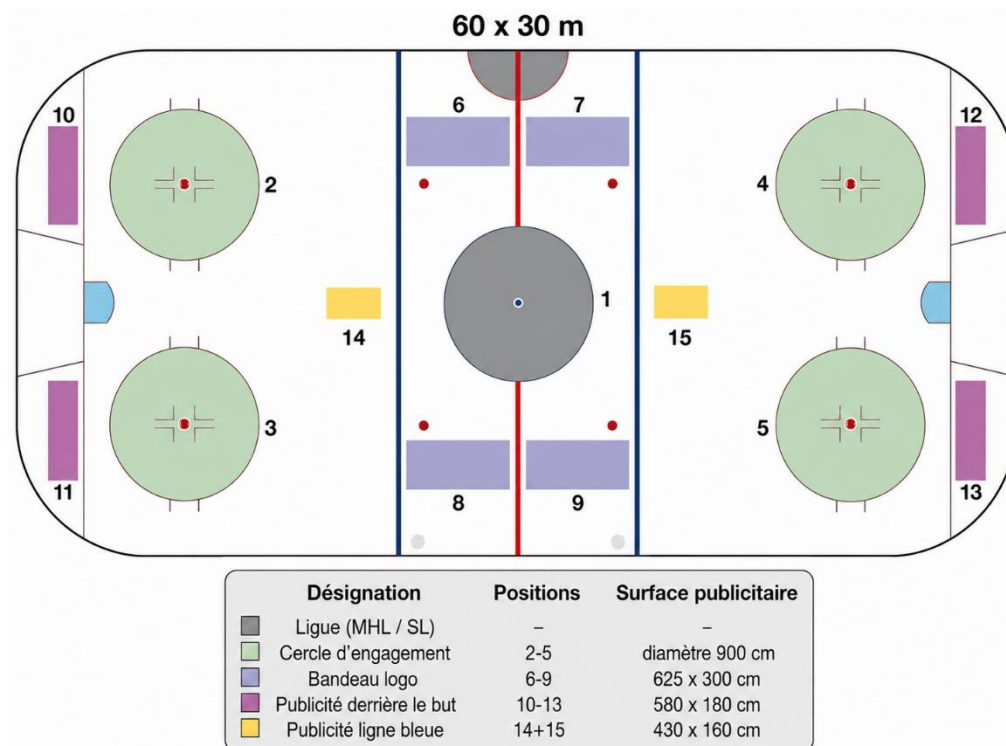 60 x 30 m
6 7
10
12
2
4
1
14
15
3
5
8 9
11
13
Désignation Positions Surface publicitaire
Ligue (MHL / SL) – –
Cercle d’engagement 2-5 diamètre 900 cm
Bandeau logo 6-9 625 x 300 cm
Publicité derrière le but 10-13 580 x 180 cm
Publicité ligne bleue 14+15 430 x 160 cm